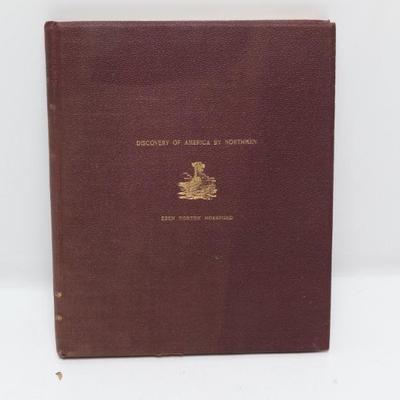 DISCOVERY OF AMERICA BY NORTHMEN
EBEN NORTON HORSFORD